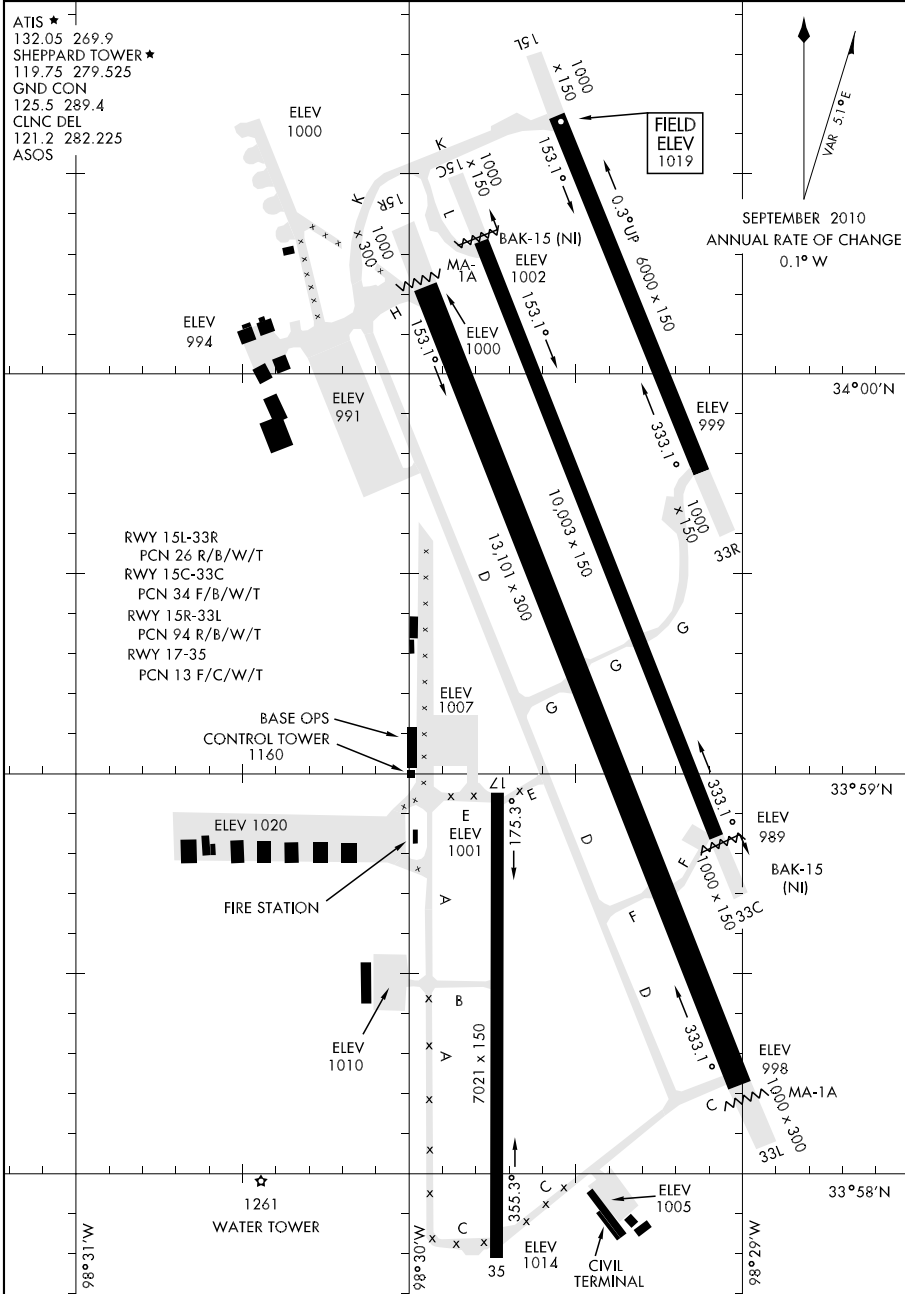 ATIS ★
132.05 269.9
SHEPPARD TOWER ★
119.75 279.525
GND CON
125.5 289.4
CLNC DEL
121.2 282.225
ASOS
ELEV
1000
15L
1000
x 150
FIELD
ELEV
1019
VAR 5.1° E
SEPTEMBER 2010
ANNUAL RATE OF CHANGE
0.1° W
K
K
15R
1000
x 300
15C
1000
x 150
L
153.1°
0.3° UP
6000 x 150
BAK-15 (NI)
ELEV
1002
MA-
1A
H
ELEV
1000
153.1°
153.1°
ELEV
994
ELEV
991
34°00'N
ELEV
999
333.1°
1000
x 150
33R
10,003 x 150
13,101 x 300
D
G
G
G
RWY 15L-33R
PCN 26 R/B/W/T
RWY 15C-33C
PCN 34 F/B/W/T
RWY 15R-33L
PCN 94 R/B/W/T
RWY 17-35
PCN 13 F/C/W/T
ELEV
1007
BASE OPS
CONTROL TOWER
1160
33°59'N
17
E
E
175.3°
ELEV
1001
ELEV 1020
FIRE STATION
333.1°
ELEV
989
BAK-15
(NI)
1000 x 150
33C
F
F
D
D
A
A
B
7021 x 150
ELEV
1010
333.1°
ELEV
998
MA-1A
C
1000 x 300
33L
33°58'N
1261
WATER TOWER
355.3°
C
C
35
ELEV
1014
ELEV
1005
CIVIL
TERMINAL
98°31'W
98°30'W
98°29'W